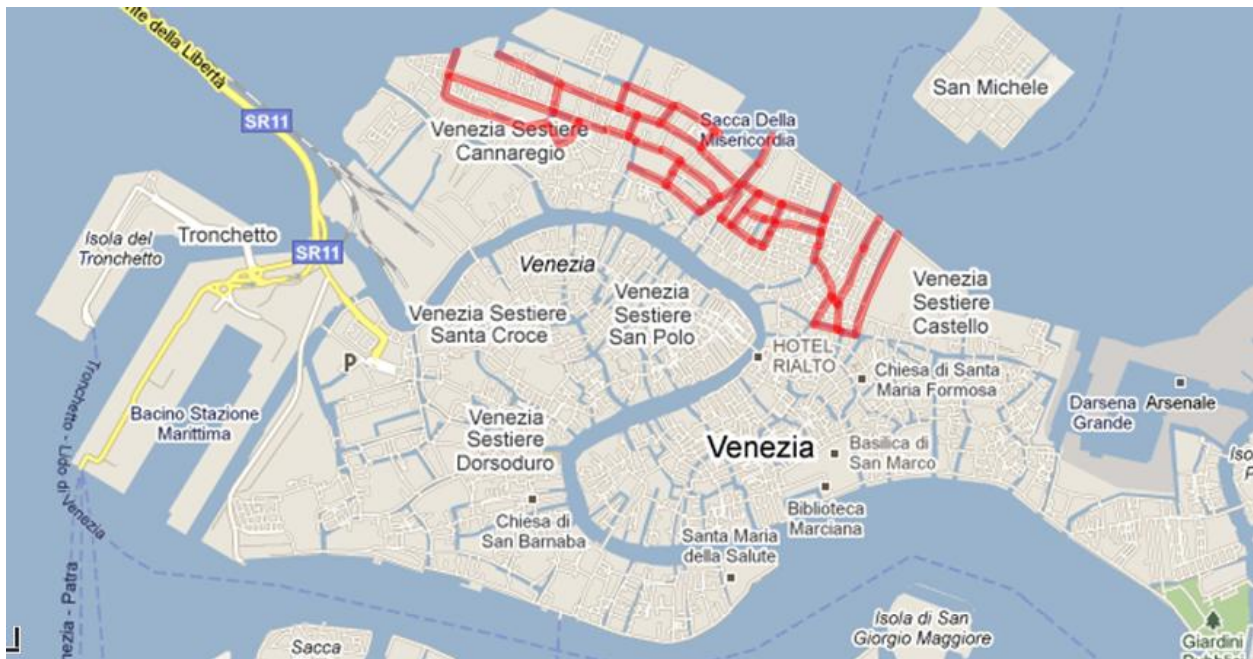 nte della Libertà
SR11
San Michele
Sacca Della
Misericordia
Venezia Sestiere
Cannaregio
Isola del
Tronchetto
Tronchetto
SR11
Venezia
Venezia
Sestiere
San Polo
Venezia Sestiere
Santa Croce
Venezia
Sestiere
Castello
P
HOTEL
RIALTO
Chiesa di Santa
Maria Formosa
Tronchetto - Lido di Venezia
Bacino Stazione
Marittima
Venezia
Sestiere
Dorsoduro
Venezia
Basilica di
San Marco
Darsena
Grande
Arsenale
Iso
P
Chiesa di
San Barnaba
Biblioteca
Marciana
Santa Maria
della Salute
nezia - Patra
Isola di San
Giorgio Maggiore
Sacca
Giardini